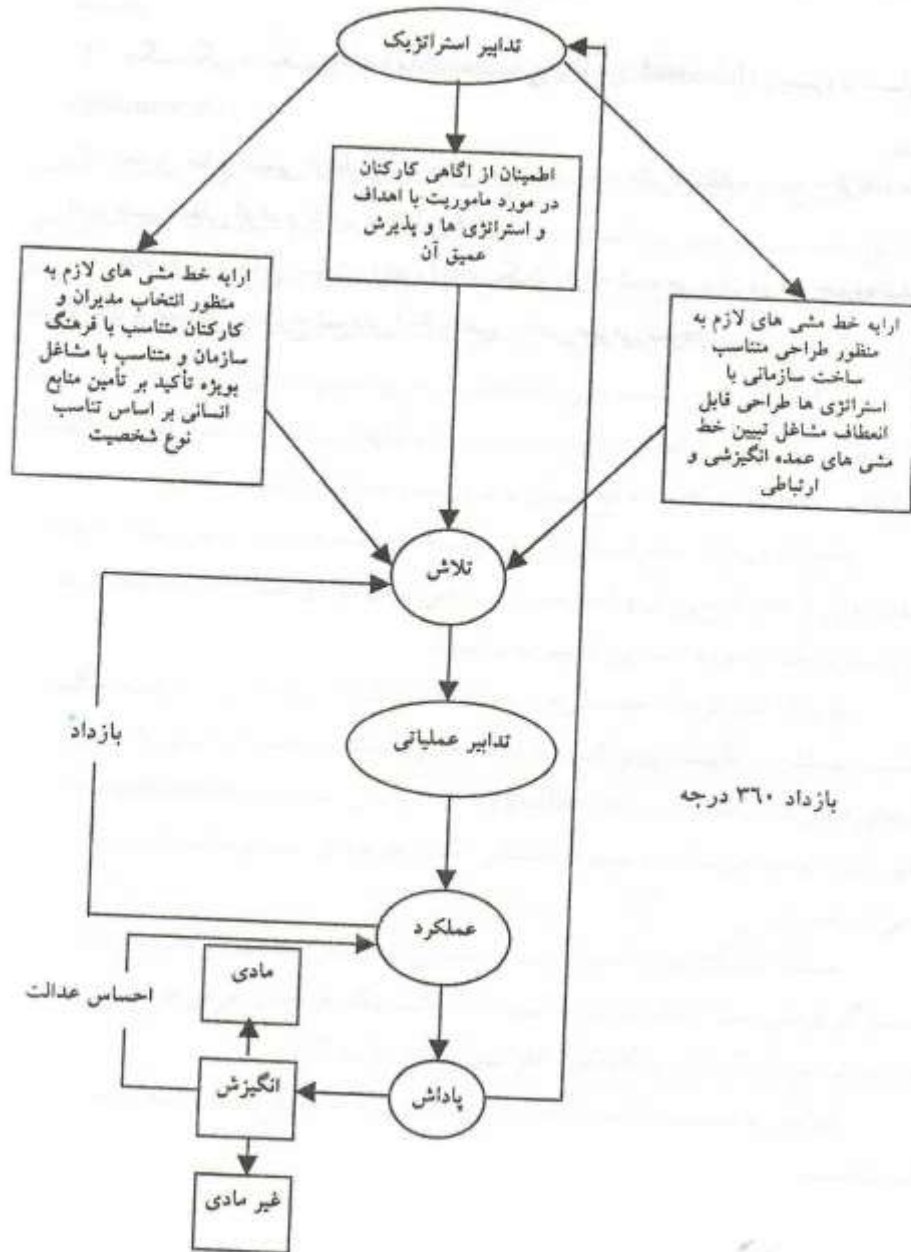 تدابیر استراتژیک
اطمینان از اگاهی کارکنان
در مورد ماموریت با اهداف
و استراتژی ها و پذیرش
عمیق آن
ارایه خط مشی های لازم به
منظور انتخاب مدیران و
کارکنان متناسب با فرهنگ
سازمان و متناسب با مشاغل
بویژه تأکید بر تأمین منابع
انسانی بر اساس تناسب
نوع شخصیت
ارایه خط مشی های لازم به
منظور طراحی متناسب
ساخت سازمانی با
استراتژی ها طراحی قابل
انعطاف مشاغل تبیین خط
مشی های عمده انگیزشی و
ارتباطی
تلاش
بازداد
تدابیر عملیاتی
بازداد ۳٦۰ درجه
عملکرد
مادی
احساس عدالت
انگیزش
پاداش
غیر مادی